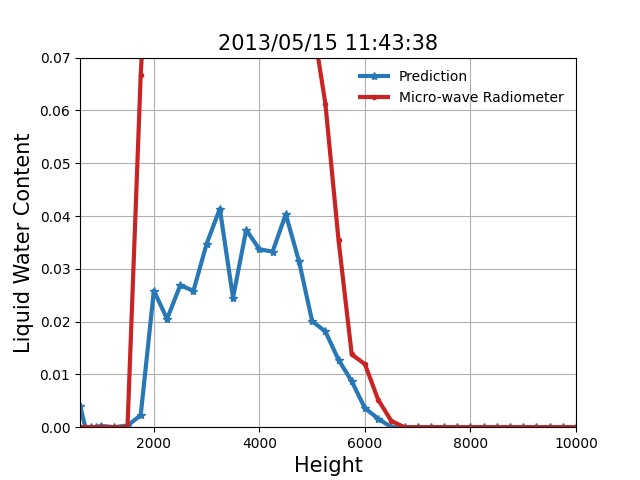 2013/05/15 11:43:38
0.07
0.06
0.05
0.04
0.03
0.02
0.01
0.00
Liquid Water Content
Prediction
Micro-wave Radiometer
2000 4000 6000 8000 10000
Height